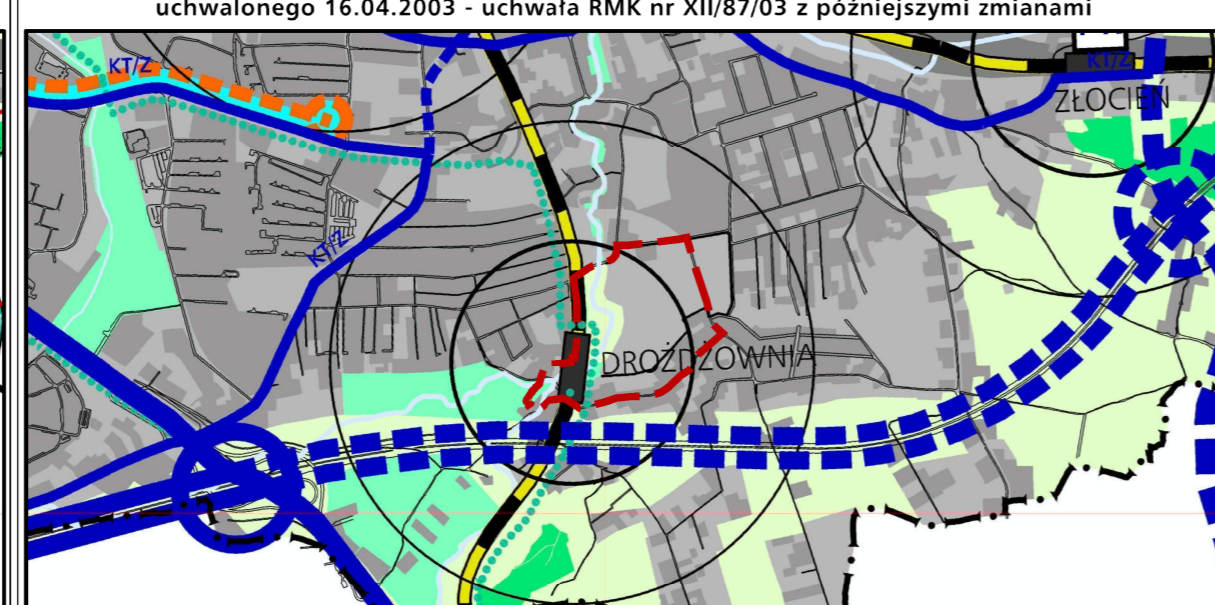 uchwalonego 16.04.2003 - uchwała RMK nr XII/87/03 z późniejszymi zmianami
KT/Z
KT/Z
ZŁOCIEŃ
KT/Z
DROŻDŻOWNIA